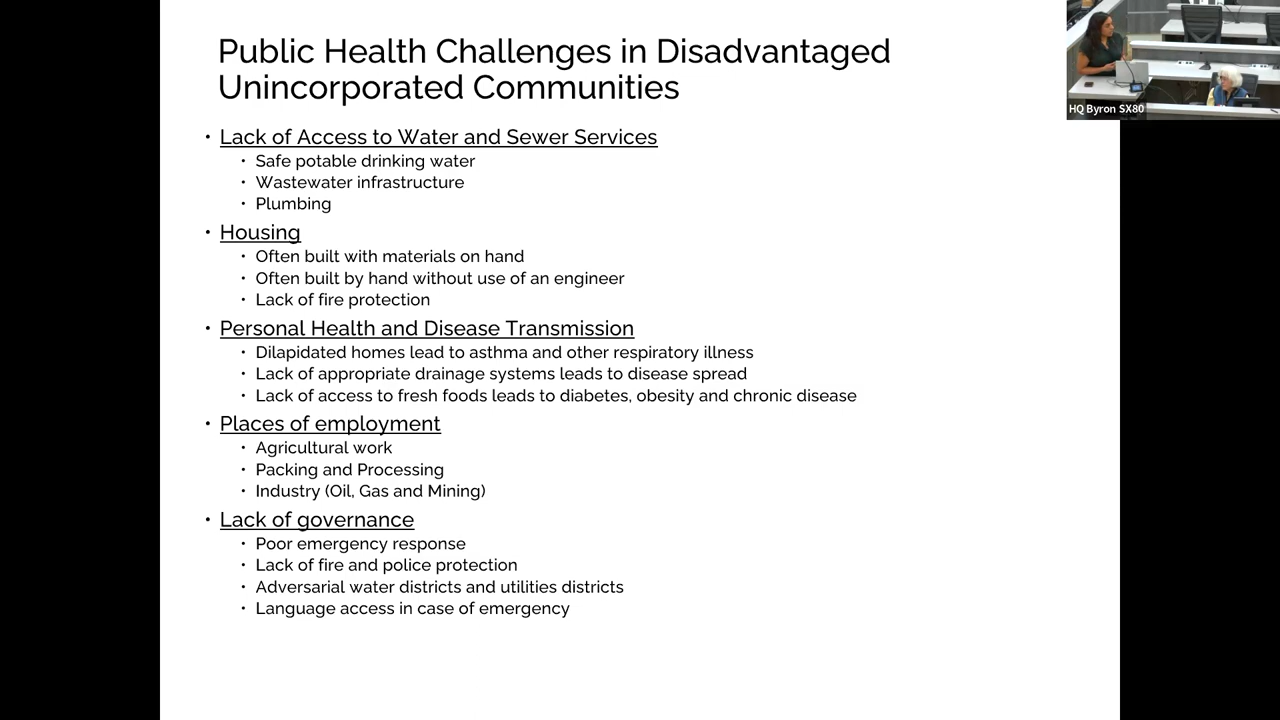 Public Health Challenges in Disadvantaged
Unincorporated Communities
HQ Byron SX80
• Lack of Access to Water and Sewer Services
• Safe potable drinking water
• Wastewater infrastructure
• Plumbing
• Housing
• Often built with materials on hand
• Often built by hand without use of an engineer
• Lack of fire protection
• Personal Health and Disease Transmission
• Dilapidated homes lead to asthma and other respiratory illness
• Lack of appropriate drainage systems leads to disease spread
• Lack of access to fresh foods leads to diabetes, obesity and chronic disease
• Places of employment
• Agricultural work
• Packing and Processing
• Industry (Oil, Gas and Mining)
• Lack of governance
• Poor emergency response
• Lack of fire and police protection
• Adversarial water districts and utilities districts
• Language access in case of emergency